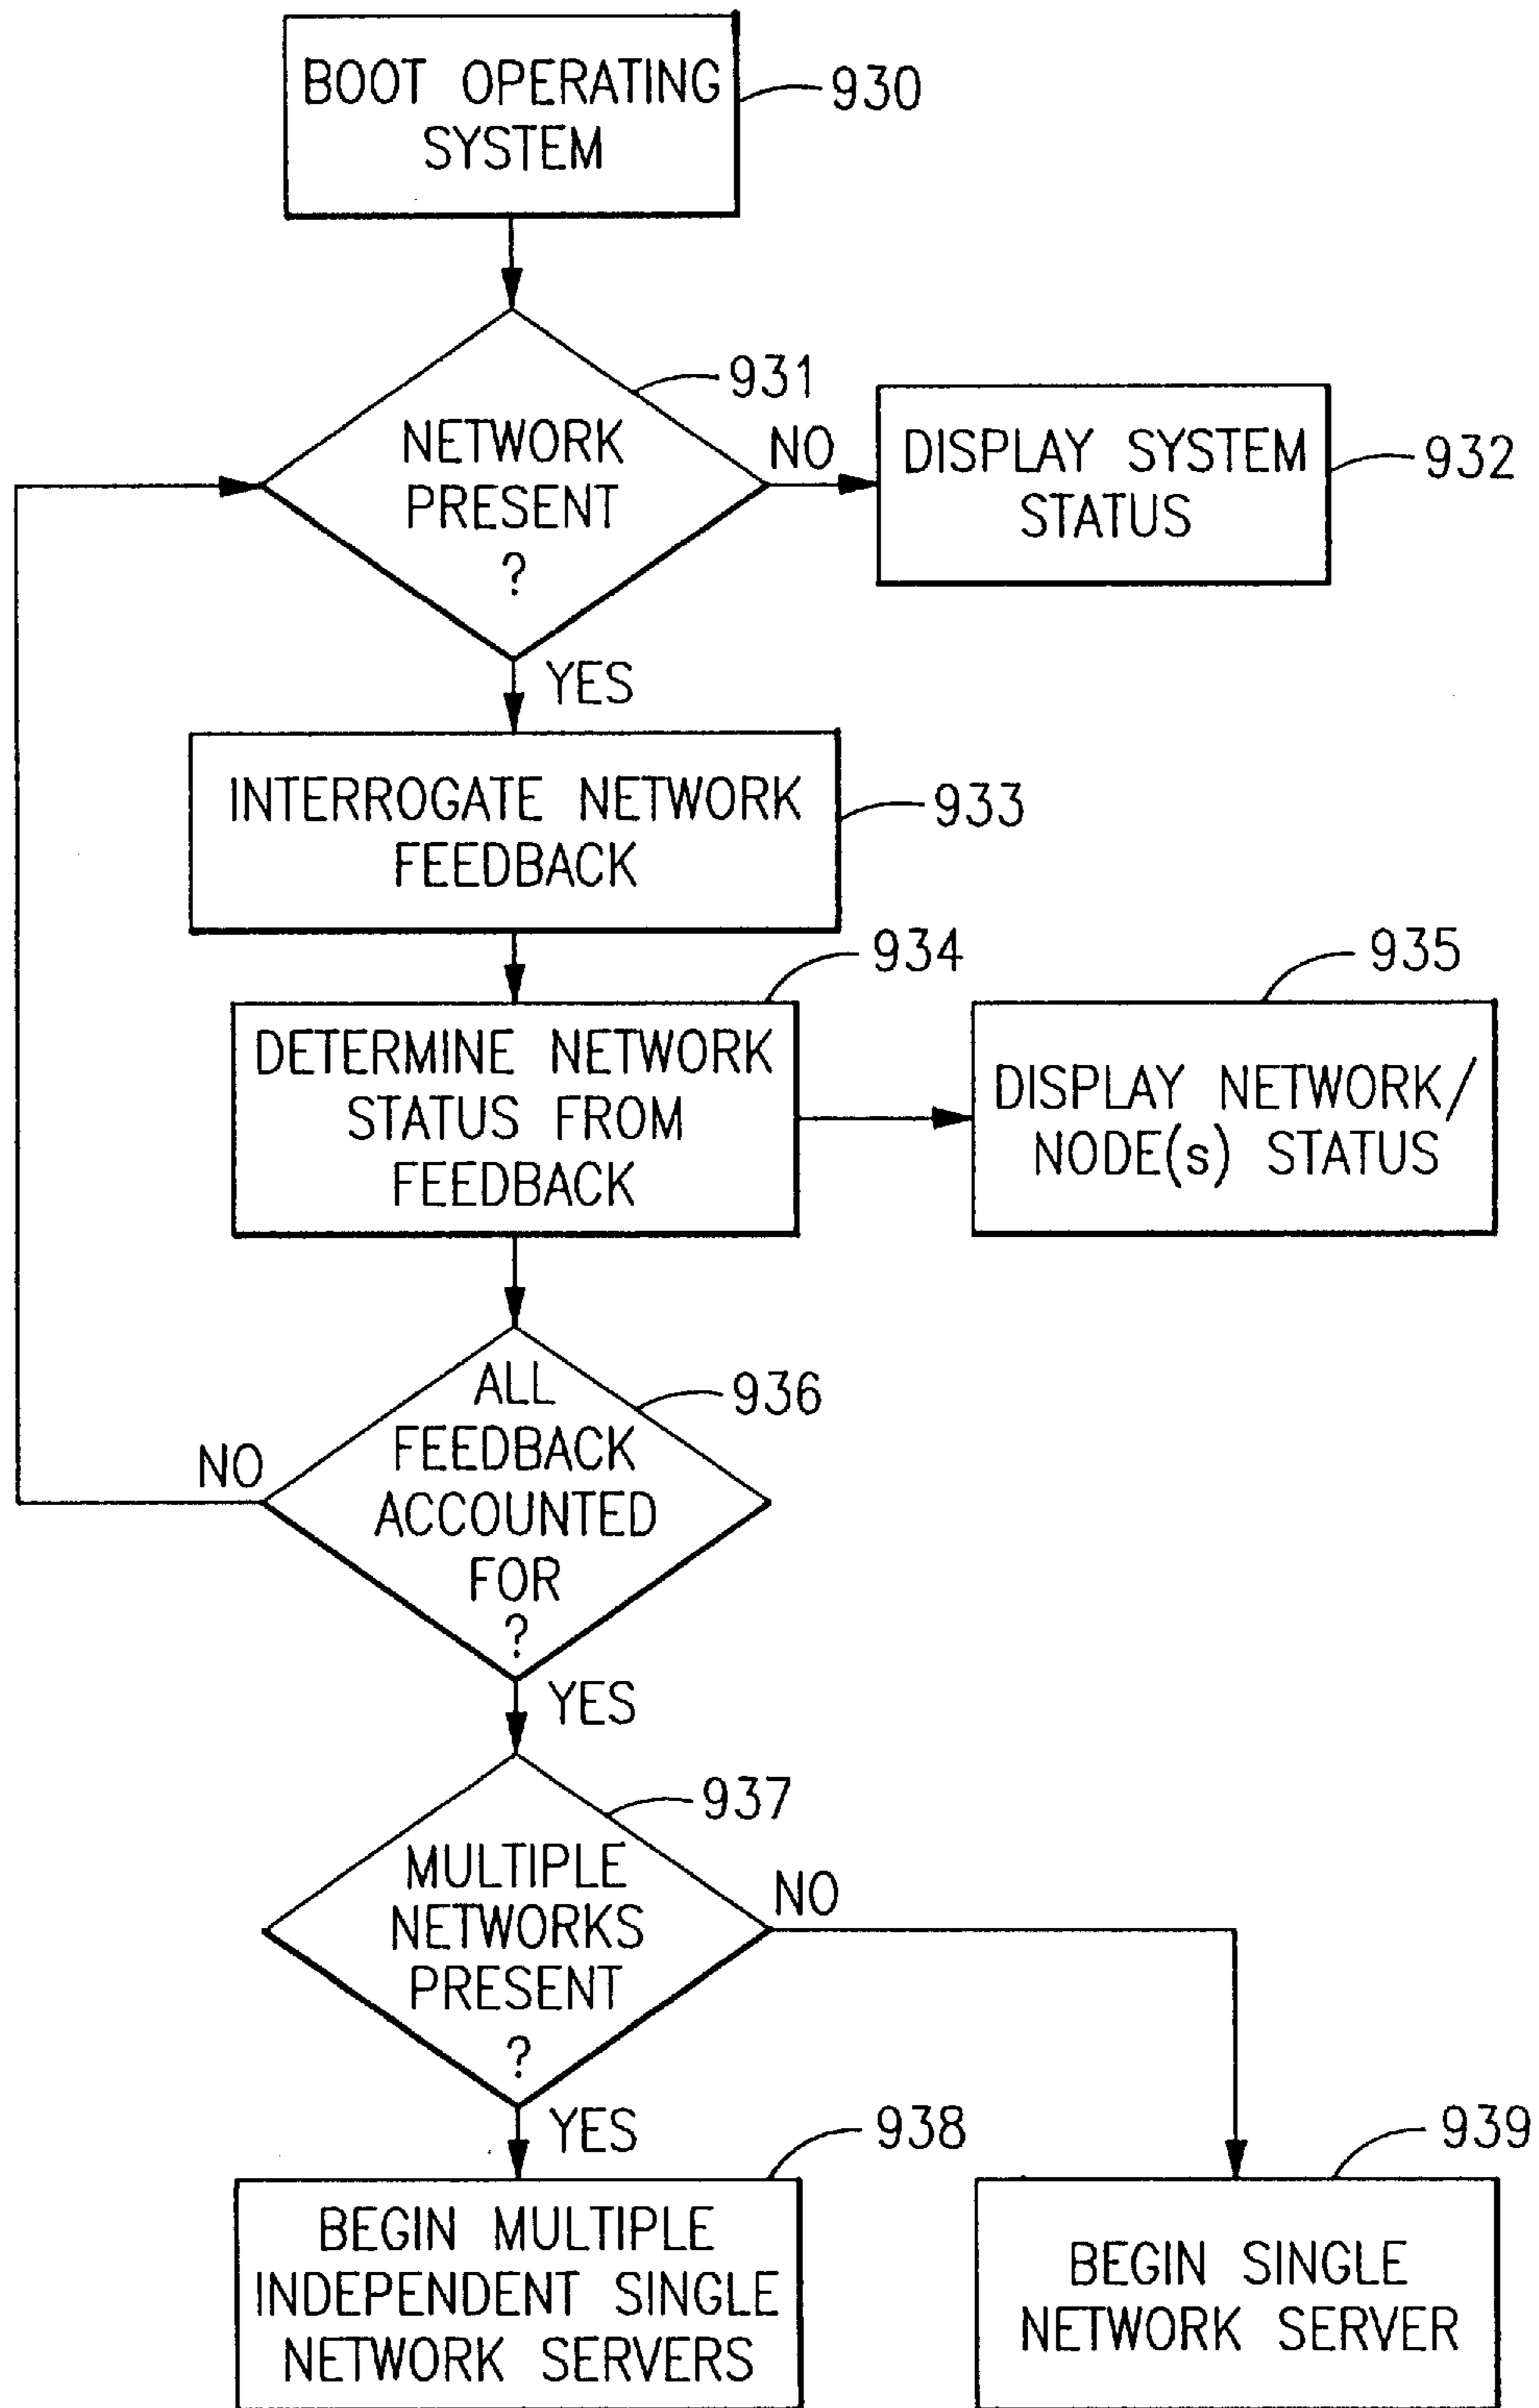 BOOT OPERATING
SYSTEM
930
931
NETWORK
PRESENT
?
NO
DISPLAY SYSTEM
STATUS
932
YES
INTERROGATE NETWORK
FEEDBACK
933
934
DETERMINE NETWORK
STATUS FROM
FEEDBACK
935
DISPLAY NETWORK/
NODE(s) STATUS
936
ALL
FEEDBACK
ACCOUNTED
FOR
?
NO
YES
937
MULTIPLE
NETWORKS
PRESENT
?
NO
YES
938
BEGIN MULTIPLE
INDEPENDENT SINGLE
NETWORK SERVERS
939
BEGIN SINGLE
NETWORK SERVER